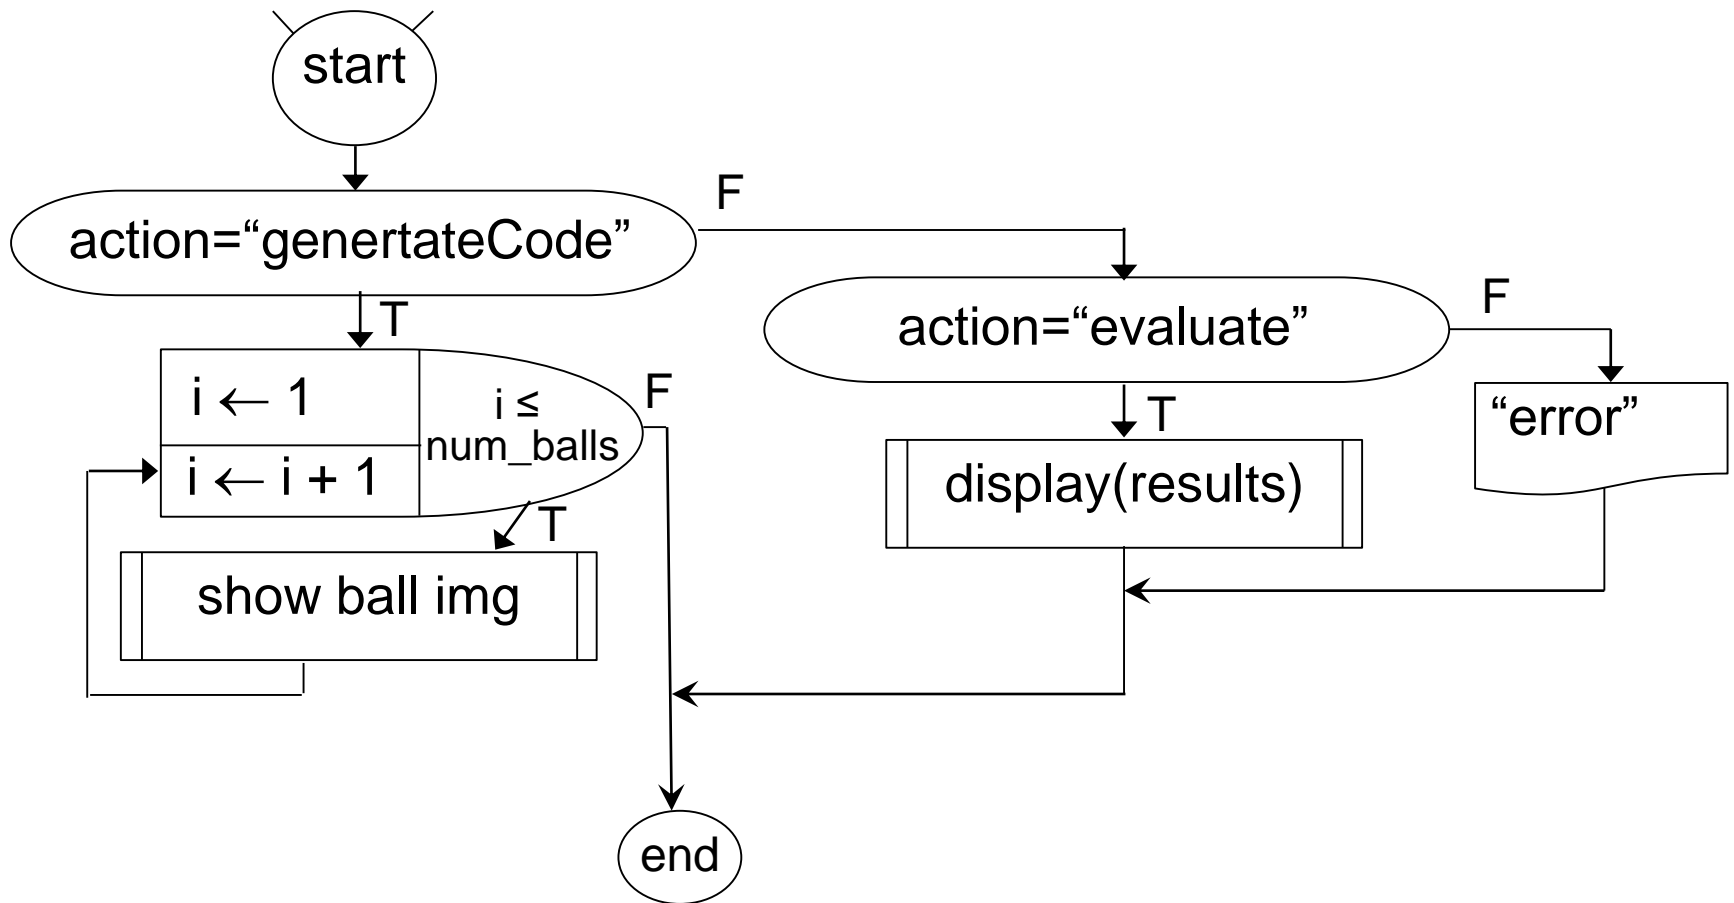 start
action=“genertateCode”
F
T
i ← 1
i ← i + 1
i ≤
num_balls
F
T
show ball img
action=“evaluate”
F
T
display(results)
“error”
end